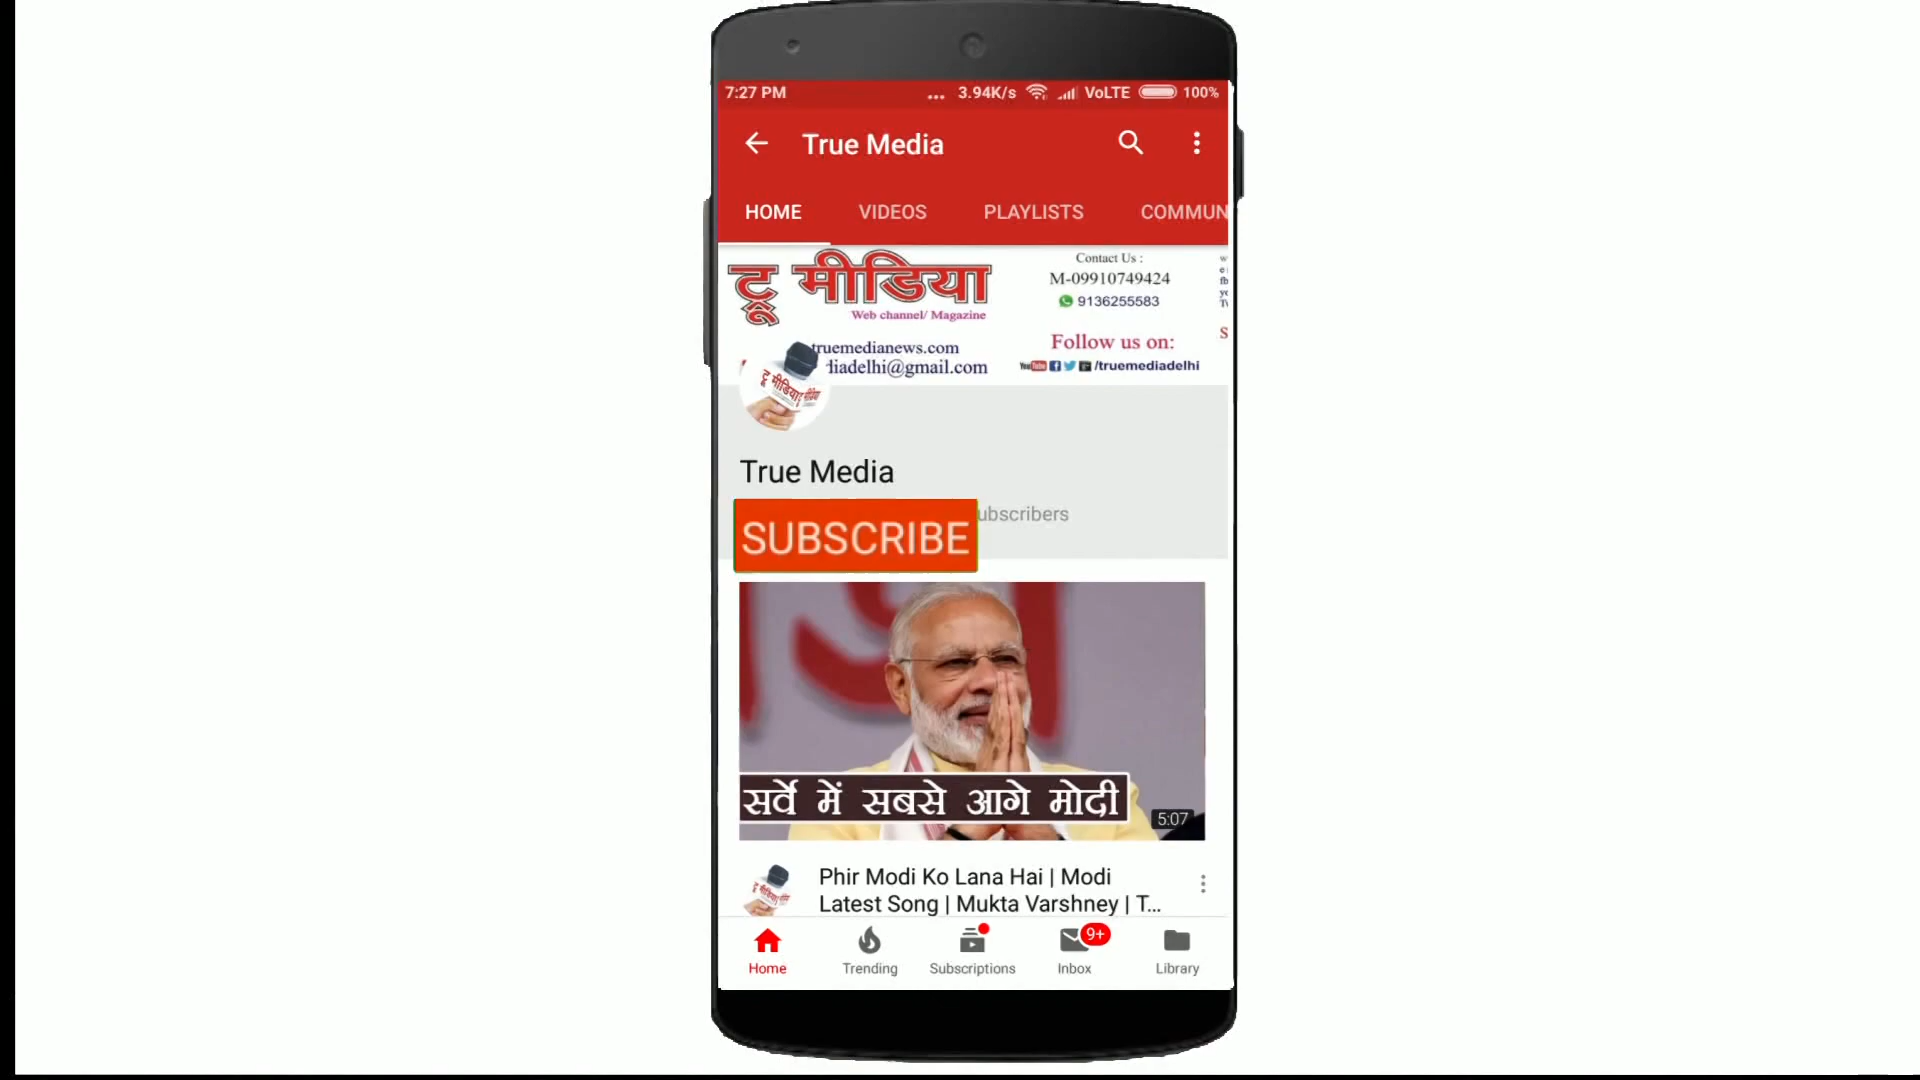 7:27 PM ... 3.94K/s VoLTE 100%
True Media
HOME VIDEOS PLAYLISTS COMMUN
ट्रू मीडिया
Web channel/ Magazine
truemedianews.com
diadelhi@gmail.com
Contact Us :
M-09910749424
9136255583
Follow us on:
YouTube /truemediadelhi
True Media
SUBSCRIBE ubscribers
सर्वे में सबसे आगे मोदी
5:07
Phir Modi Ko Lana Hai | Modi
Latest Song | Mukta Varshney | T...
9+
Home Trending Subscriptions Inbox Library